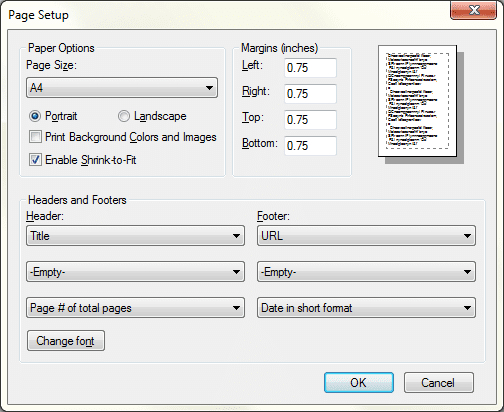 Page Setup
Paper Options
Page Size:
A4
Portrait
Landscape
Print Background Colors and Images
Enable Shrink-to-Fit
Margins (inches)
Left: 0.75
Right: 0.75
Top: 0.75
Bottom: 0.75
Headers and Footers
Header: Footer:
Title URL
-Empty- -Empty-
Page # of total pages Date in short format
Change font
OK Cancel